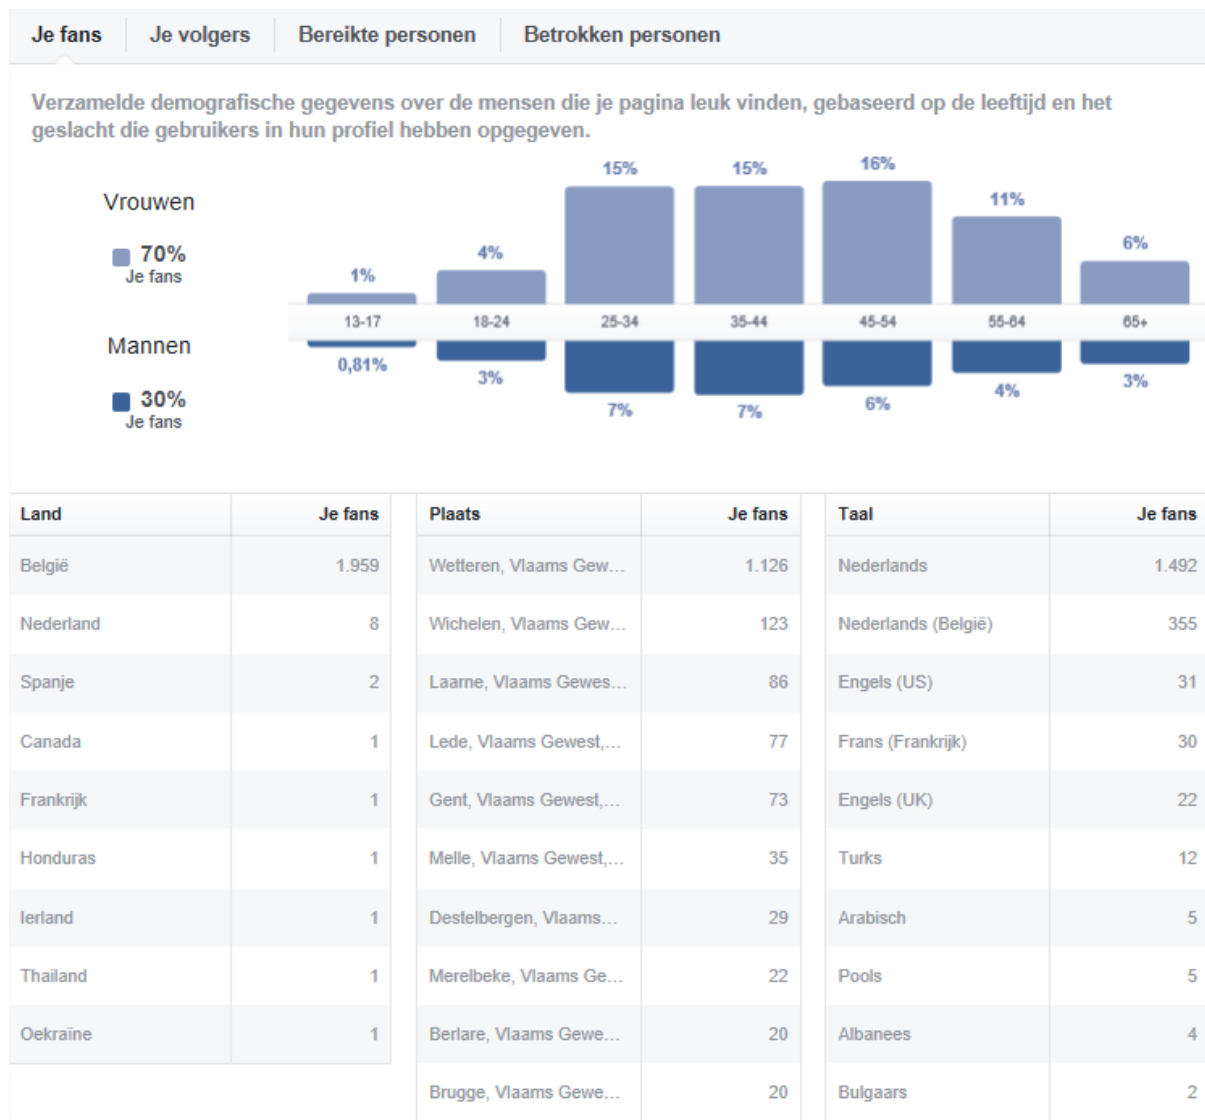 Je fans
Je volgers
Bereikte personen
Betrokken personen
Verzamelde demografische gegevens over de mensen die je pagina leuk vinden, gebaseerd op de leeftijd en het
geslacht die gebruikers in hun profiel hebben opgegeven.
Vrouwen
70%
Je fans
1% 4% 15% 15% 16% 11% 6%
13-17 18-24 25-34 35-44 45-54 55-64 65+
Mannen
30%
Je fans
0,81% 3% 7% 7% 6% 4% 3%
Land Je fans
België 1.959
Nederland 8
Spanje 2
Canada 1
Frankrijk 1
Honduras 1
Ierland 1
Thailand 1
Oekraïne 1
Plaats Je fans
Wetteren, Vlaams Gew... 1.126
Wichelen, Vlaams Gew... 123
Laarne, Vlaams Gewes... 86
Lede, Vlaams Gewest,... 77
Gent, Vlaams Gewest,... 73
Melle, Vlaams Gewest,... 35
Destelbergen, Vlaams... 29
Merelbeke, Vlaams Ge... 22
Berlare, Vlaams Gewe... 20
Brugge, Vlaams Gewe... 20
Taal Je fans
Nederlands 1.492
Nederlands (België) 355
Engels (US) 31
Frans (Frankrijk) 30
Engels (UK) 22
Turks 12
Arabisch 5
Pools 5
Albanees 4
Bulgaars 2